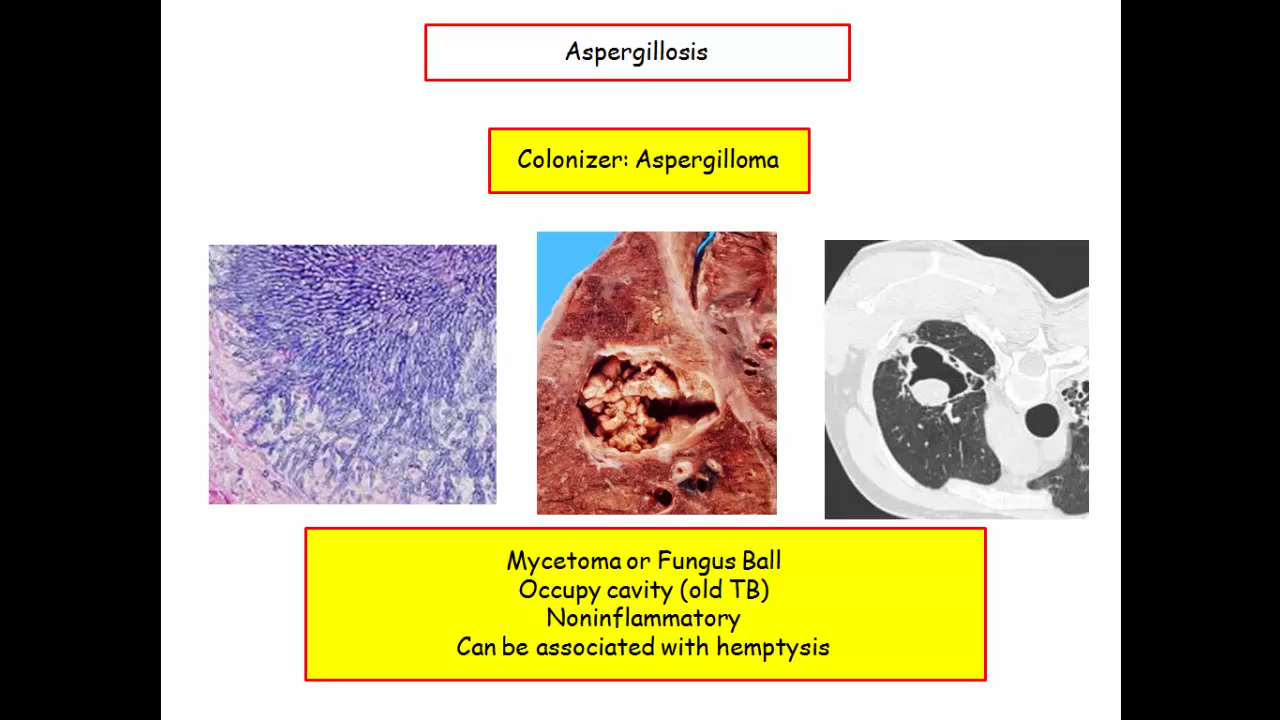 Aspergillosis
Colonizer: Aspergilloma
Mycetoma or Fungus Ball
Occupy cavity (old TB)
Noninflammatory
Can be associated with hemptysis